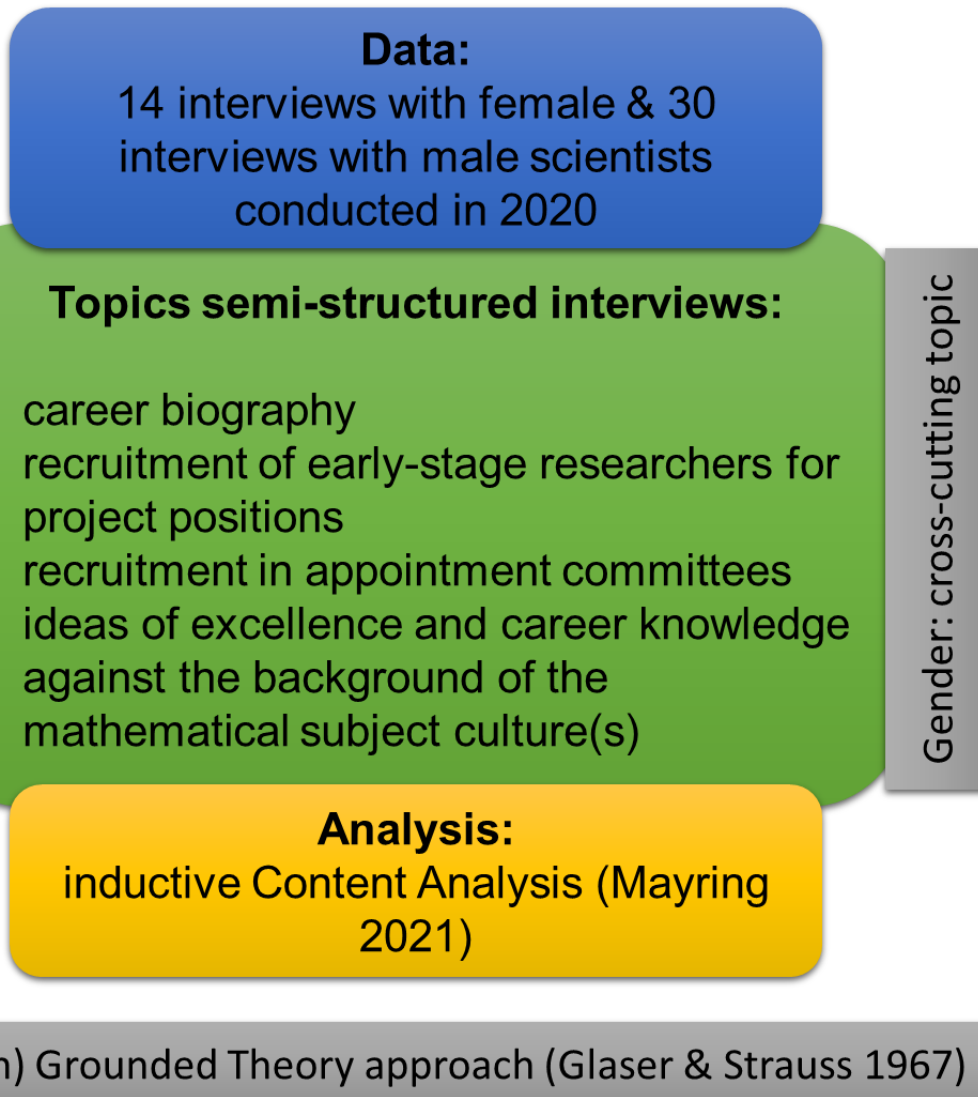 Data:
14 interviews with female & 30
interviews with male scientists
conducted in 2020
Topics semi-structured interviews:
career biography
recruitment of early-stage researchers for
project positions
recruitment in appointment committees
ideas of excellence and career knowledge
against the background of the
mathematical subject culture(s)
Gender: cross-cutting topic
Analysis:
inductive Content Analysis (Mayring
2021)
Grounded Theory approach (Glaser & Strauss 1967)